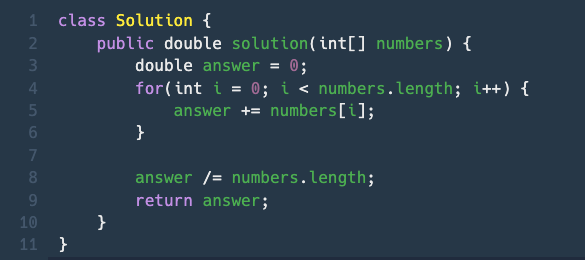 1 class Solution {
2     public double solution(int[] numbers) {
3         double answer = 0;
4         for(int i = 0; i < numbers.length; i++) {
5             answer += numbers[i];
6         }
7
8         answer /= numbers.length;
9         return answer;
10     }
11 }